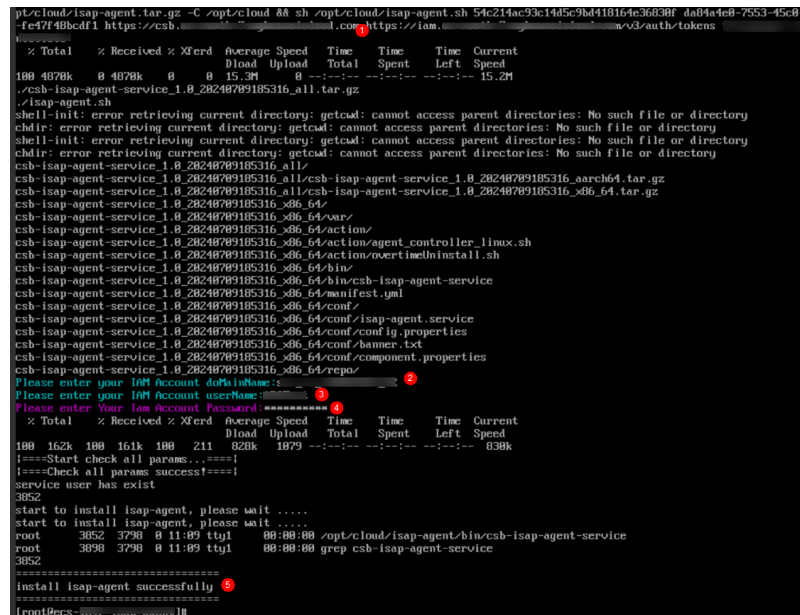 pt/cloud/isap-agent.tar.gz -C /opt/cloud && sh /opt/cloud/isap-agent.sh 54c214ac93c14d5c9bd418164e36830f da84a4e0-7553-45c0
-fe47f48bcdf1 https://csb. .com https://iam. /v3/auth/tokens
1
% Total % Received % Xferd Average Speed Time Time Time Current
Dload Upload Total Spent Left Speed
100 4870k 0 4870k 0 0 15.3M 0 --:--:-- --:--:-- --:--:-- 15.2M
./csb-isap-agent-service_1.0_20240709185316_all.tar.gz
./isap-agent.sh
shell-init: error retrieving current directory: getcwd: cannot access parent directories: No such file or directory
chdir: error retrieving current directory: getcwd: cannot access parent directories: No such file or directory
shell-init: error retrieving current directory: getcwd: cannot access parent directories: No such file or directory
chdir: error retrieving current directory: getcwd: cannot access parent directories: No such file or directory
csb-isap-agent-service_1.0_20240709185316_all/
csb-isap-agent-service_1.0_20240709185316_all/csb-isap-agent-service_1.0_20240709185316_aarch64.tar.gz
csb-isap-agent-service_1.0_20240709185316_all/csb-isap-agent-service_1.0_20240709185316_x86_64.tar.gz
csb-isap-agent-service_1.0_20240709185316_x86_64/
csb-isap-agent-service_1.0_20240709185316_x86_64/var/
csb-isap-agent-service_1.0_20240709185316_x86_64/action/
csb-isap-agent-service_1.0_20240709185316_x86_64/action/agent_controller_linux.sh
csb-isap-agent-service_1.0_20240709185316_x86_64/action/overtimeUninstall.sh
csb-isap-agent-service_1.0_20240709185316_x86_64/bin/
csb-isap-agent-service_1.0_20240709185316_x86_64/bin/csb-isap-agent-service
csb-isap-agent-service_1.0_20240709185316_x86_64/manifest.yml
csb-isap-agent-service_1.0_20240709185316_x86_64/conf/
csb-isap-agent-service_1.0_20240709185316_x86_64/conf/isap-agent.service
csb-isap-agent-service_1.0_20240709185316_x86_64/conf/config.properties
csb-isap-agent-service_1.0_20240709185316_x86_64/conf/banner.txt
csb-isap-agent-service_1.0_20240709185316_x86_64/conf/component.properties
csb-isap-agent-service_1.0_20240709185316_x86_64/repo/
Please enter your IAM Account doMainName:s 2
Please enter your IAM Account userName: 3
Please enter Your Iam Account Password:********** 4
% Total % Received % Xferd Average Speed Time Time Time Current
Dload Upload Total Spent Left Speed
100 162k 100 161k 100 211 828k 1079 --:--:-- --:--:-- --:--:-- 830k
|====Start check all params...====|
|====Check all params success!====|
service user has exist
3852
start to install isap-agent, please wait .....
start to install isap-agent, please wait .....
root 3852 3798 0 11:09 tty1 00:00:00 /opt/cloud/isap-agent/bin/csb-isap-agent-service
root 3898 3798 0 11:09 tty1 00:00:00 grep csb-isap-agent-service
3852
================================
install isap-agent successfully 5
================================
[root@ecs- ]#